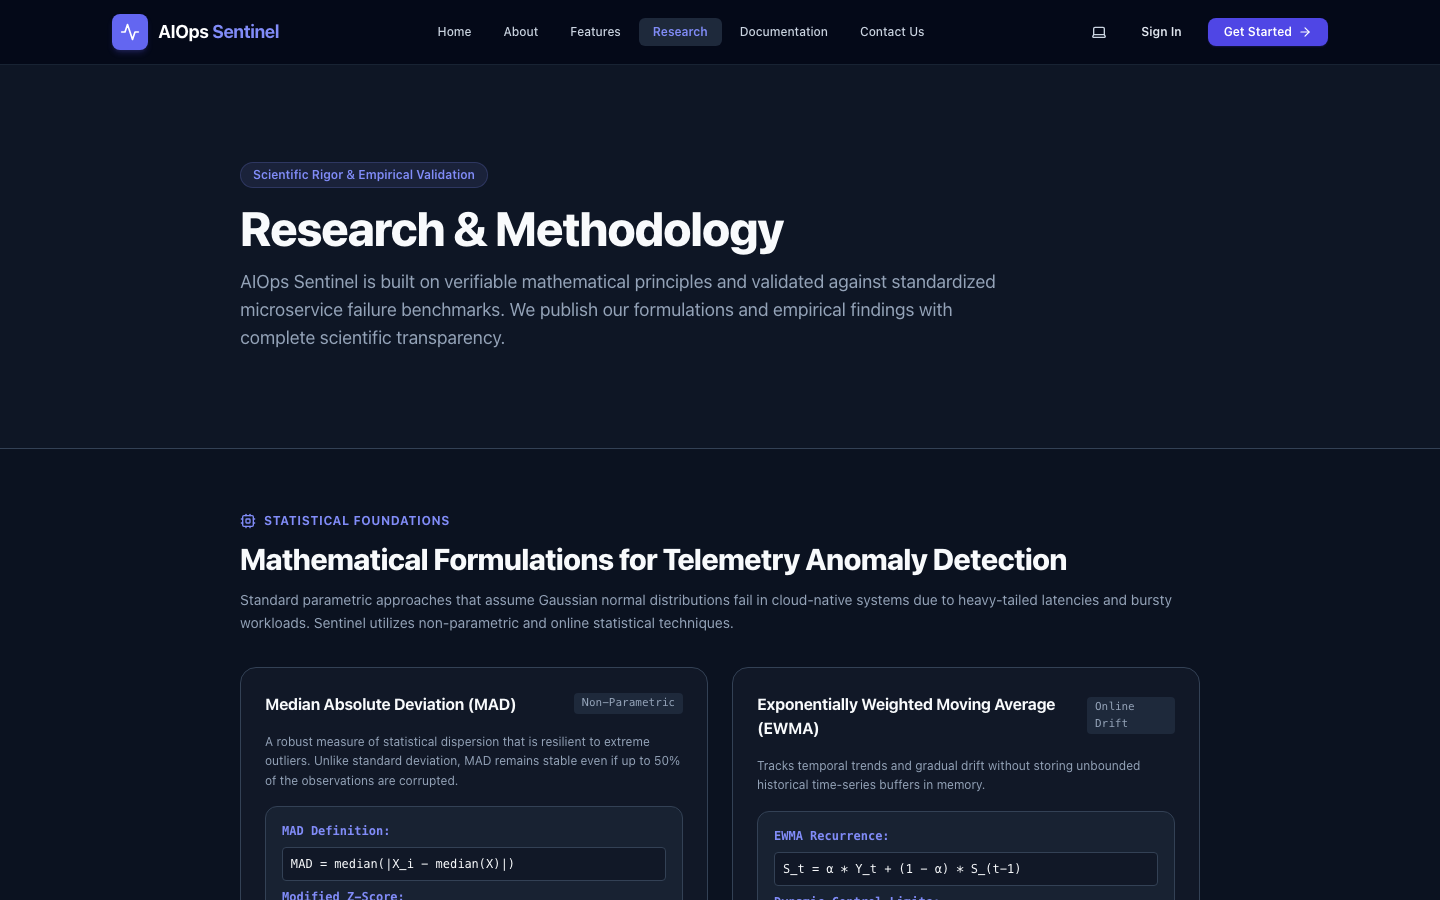 AIOps Sentinel
Home
About
Features
Research
Documentation
Contact Us
Sign In
Get Started
Scientific Rigor & Empirical Validation
Research & Methodology
AIOps Sentinel is built on verifiable mathematical principles and validated against standardized
microservice failure benchmarks. We publish our formulations and empirical findings with
complete scientific transparency.
STATISTICAL FOUNDATIONS
Mathematical Formulations for Telemetry Anomaly Detection
Standard parametric approaches that assume Gaussian normal distributions fail in cloud-native systems due to heavy-tailed latencies and bursty
workloads. Sentinel utilizes non-parametric and online statistical techniques.
Median Absolute Deviation (MAD)
Non-Parametric
A robust measure of statistical dispersion that is resilient to extreme
outliers. Unlike standard deviation, MAD remains stable even if up to 50%
of the observations are corrupted.
MAD Definition:
MAD = median(|X_i − median(X)|)
Modified Z-Score:
Exponentially Weighted Moving Average
(EWMA)
Online
Drift
Tracks temporal trends and gradual drift without storing unbounded
historical time-series buffers in memory.
EWMA Recurrence:
S_t = α * Y_t + (1 − α) * S_(t−1)
Dynamic Control Limits: